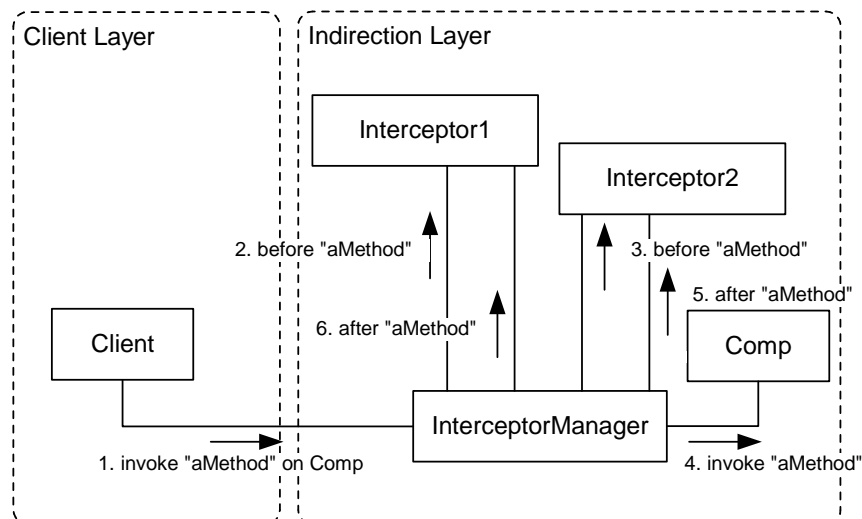 Client Layer
Indirection Layer
Interceptor1
Interceptor2
2. before "aMethod"
3. before "aMethod"
5. after "aMethod"
6. after "aMethod"
Client
Comp
InterceptorManager
1. invoke "aMethod" on Comp
4. invoke "aMethod"